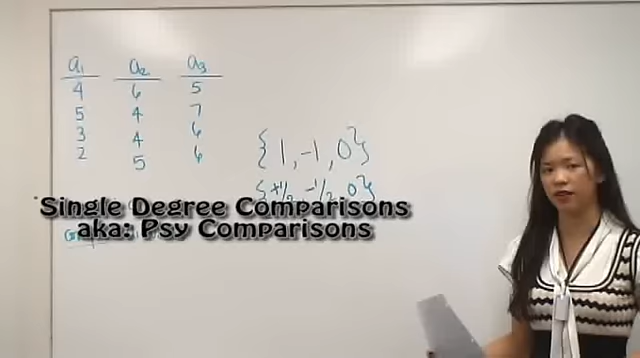 a₁ a₂ a₃
4 6 5
5 4 7
3 4 6
2 5 6
{1, -1, 0}
{+1/2, -1/2, 0}
Single Degree Comparisons
aka: Psy Comparisons